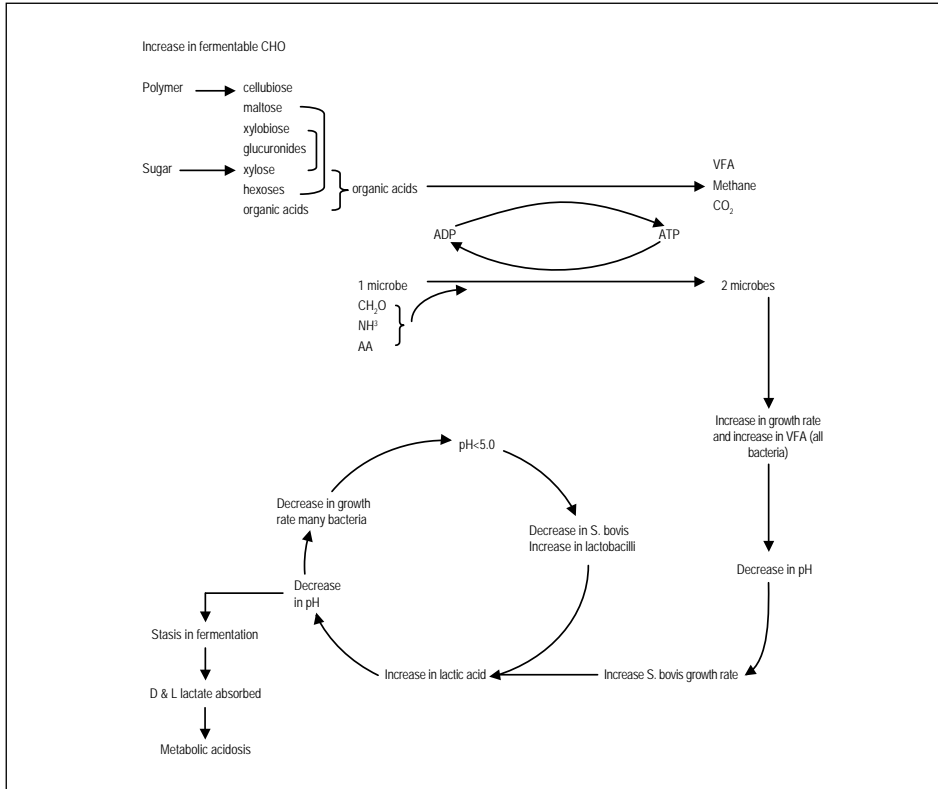 Increase in fermentable CHO
Polymer
cellubiose
maltose
xylobiose
glucuronides
Sugar
xylose
hexoses
organic acids
organic acids
VFA
Methane
CO₂
ADP
ATP
1 microbe
2 microbes
CH₂O
NH³
AA
Increase in growth rate
and increase in VFA (all
bacteria)
Decrease in pH
Increase S. bovis growth rate
Increase in lactic acid
Decrease
in pH
Decrease in growth
rate many bacteria
pH<5.0
Decrease in S. bovis
Increase in lactobacilli
Stasis in fermentation
D & L lactate absorbed
Metabolic acidosis